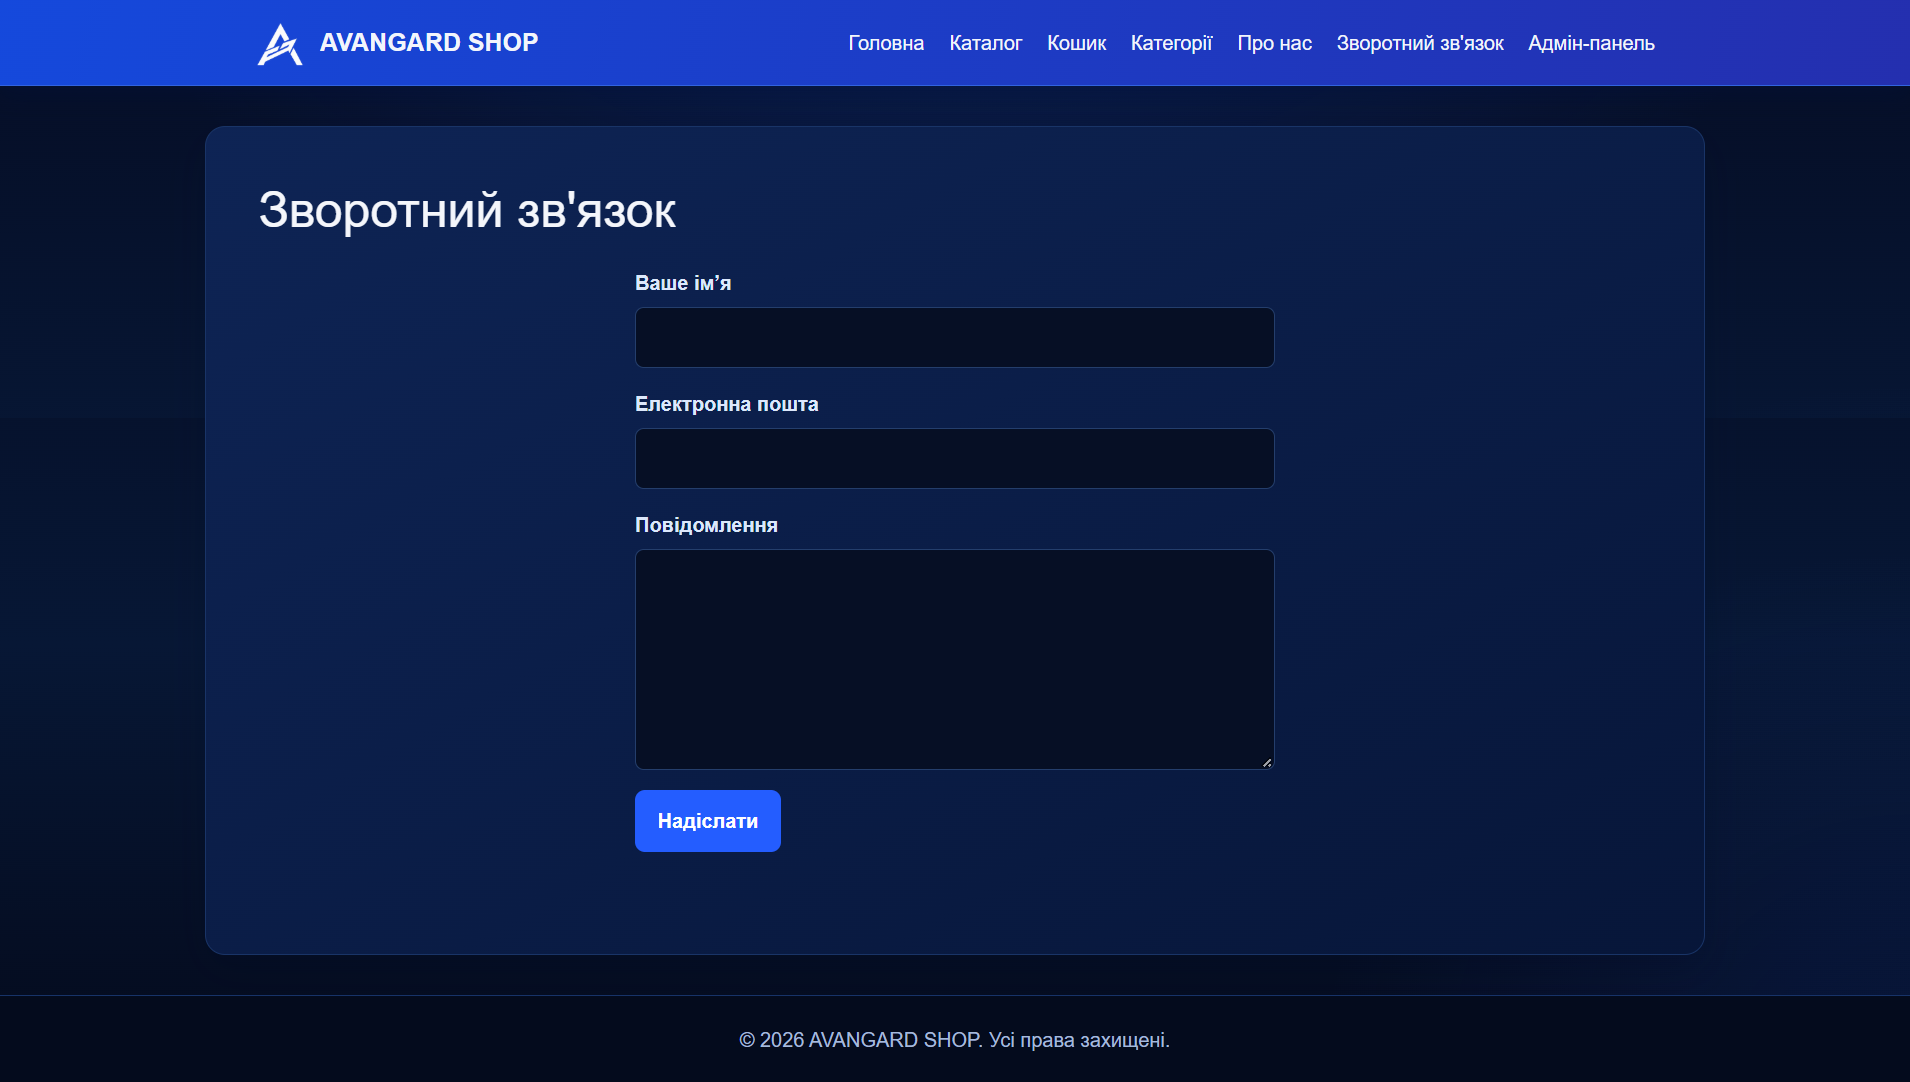 AVANGARD SHOP
Головна Каталог Кошик Категорії Про нас Зворотний зв'язок Адмін-панель
Зворотний зв'язок
Ваше ім’я
Електронна пошта
Повідомлення
Надіслати
© 2026 AVANGARD SHOP. Усі права захищені.